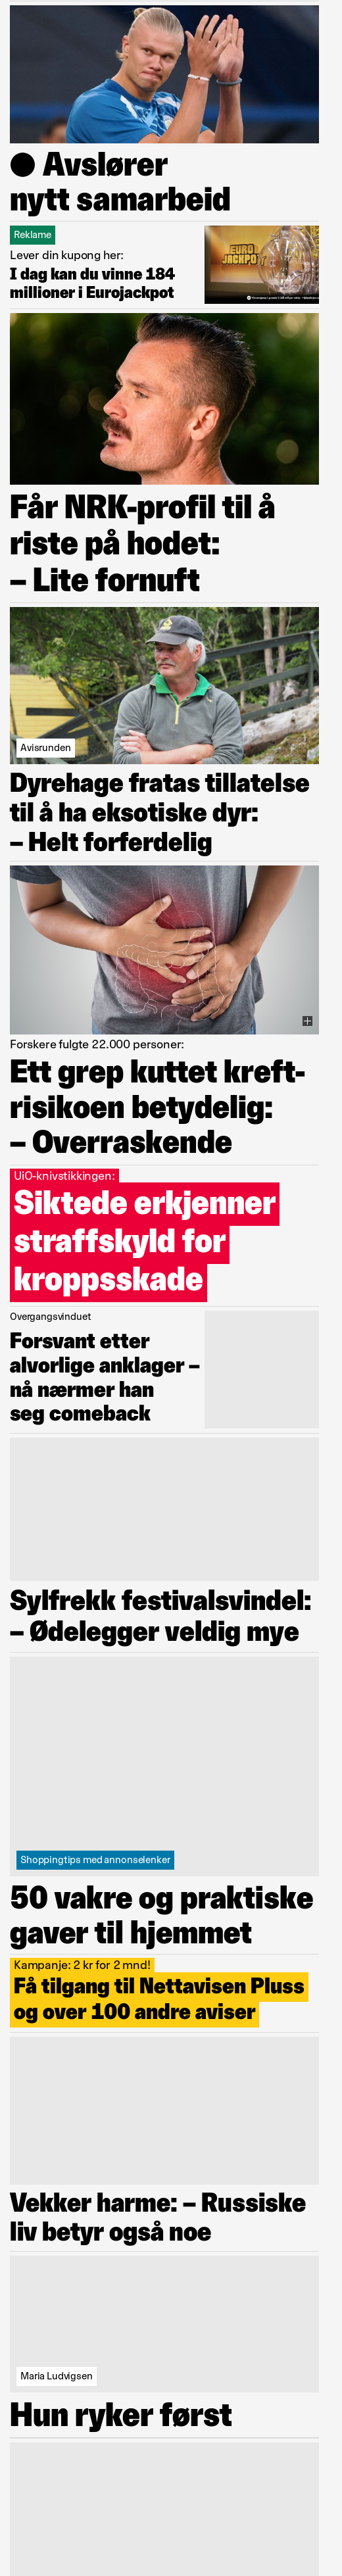 ● Avslører
nytt samarbeid
Reklame
Lever din kupong her:
I dag kan du vinne 184
millioner i Eurojackpot
EURO
JACKPOT
Får NRK-profil til å
riste på hodet:
– Lite fornuft
Avisrunden
Dyrehage fratas tillatelse
til å ha eksotiske dyr:
– Helt forferdelig
Forskere fulgte 22.000 personer:
Ett grep kuttet kreft-
risikoen betydelig:
– Overraskende
UiO-knivstikkingen:
Siktede erkjenner
straffskyld for
kroppsskade
Overgangsvinduet
Forsvant etter
alvorlige anklager –
nå nærmer han
seg comeback
Sylfrekk festivalsvindel:
– Ødelegger veldig mye
Shoppingtips med annonselenker
50 vakre og praktiske
gaver til hjemmet
Kampanje: 2 kr for 2 mnd!
Få tilgang til Nettavisen Pluss
og over 100 andre aviser
Vekker harme: – Russiske
liv betyr også noe
Maria Ludvigsen
Hun ryker først